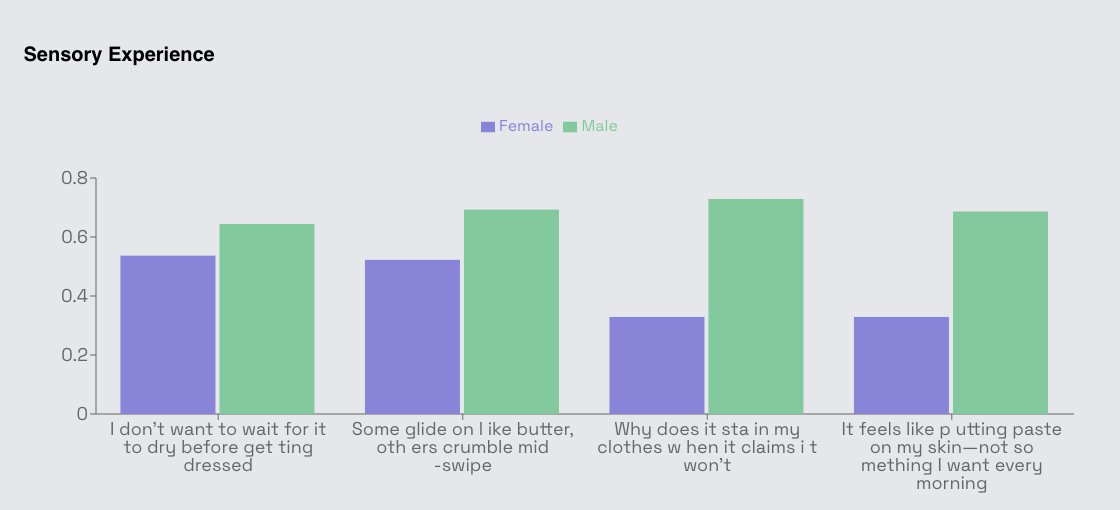 Sensory Experience
Female Male
0.8
0.6
0.4
0.2
0
I don't want to wait for it
to dry before get ting
dressed
Some glide on l ike butter,
oth ers crumble mid
-swipe
Why does it sta in my
clothes w hen it claims i t
won't
It feels like p utting paste
on my skin—not so
mething I want every
morning